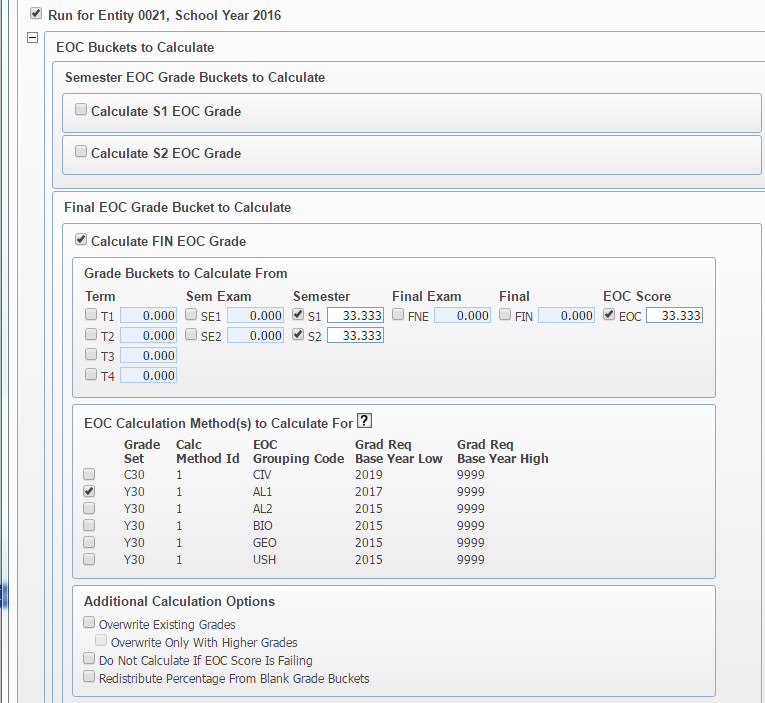 Run for Entity 0021, School Year 2016
EOC Buckets to Calculate
Semester EOC Grade Buckets to Calculate
Calculate S1 EOC Grade
Calculate S2 EOC Grade
Final EOC Grade Bucket to Calculate
Calculate FIN EOC Grade
Grade Buckets to Calculate From
Term Sem Exam Semester Final Exam Final EOC Score
T1 0.000 SE1 0.000 S1 33.333 FNE 0.000 FIN 0.000 EOC 33.333
T2 0.000 SE2 0.000 S2 33.333
T3 0.000
T4 0.000
EOC Calculation Method(s) to Calculate For ?
Grade Calc EOC Grad Req Grad Req
Set Method Id Grouping Code Base Year Low Base Year High
C30 1 CIV 2019 9999
Y30 1 AL1 2017 9999
Y30 1 AL2 2015 9999
Y30 1 BIO 2015 9999
Y30 1 GEO 2015 9999
Y30 1 USH 2015 9999
Additional Calculation Options
Overwrite Existing Grades
Overwrite Only With Higher Grades
Do Not Calculate If EOC Score Is Failing
Redistribute Percentage From Blank Grade Buckets